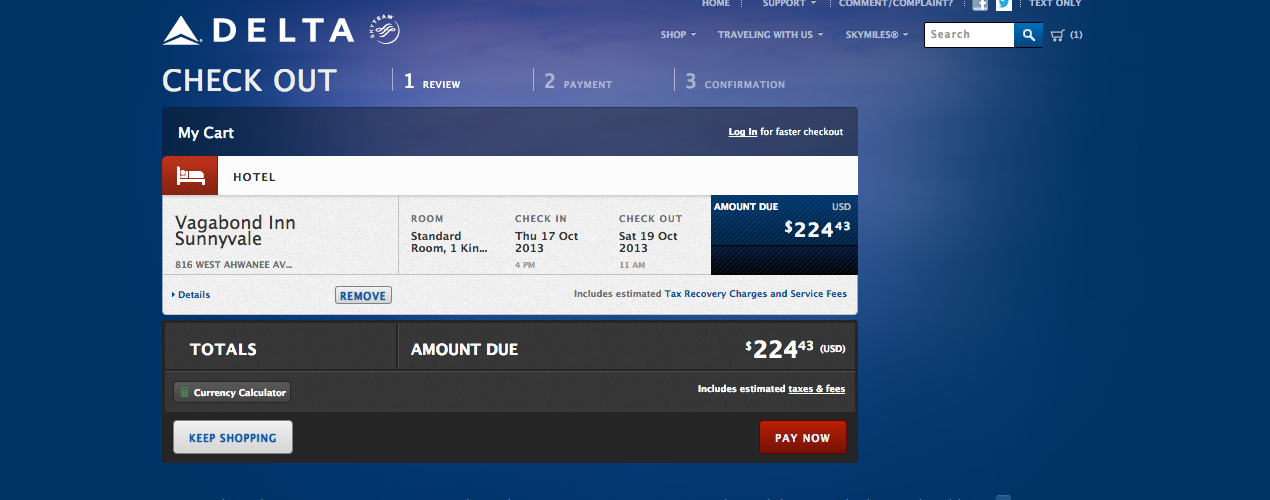 HOME SUPPORT COMMENT/COMPLAINT? TEXT ONLY
DELTA SKYTEAM
SHOP TRAVELING WITH US SKYMILES® Search (1)
CHECK OUT 1 REVIEW 2 PAYMENT 3 CONFIRMATION
My Cart Log In for faster checkout
HOTEL
Vagabond Inn
Sunnyvale
816 WEST AHWANEE AV...
ROOM
Standard
Room, 1 Kin...
CHECK IN
Thu 17 Oct
2013
4 PM
CHECK OUT
Sat 19 Oct
2013
11 AM
AMOUNT DUE USD
$224 43
Details REMOVE Includes estimated Tax Recovery Charges and Service Fees
TOTALS AMOUNT DUE $224 43 (USD)
Currency Calculator Includes estimated taxes & fees
KEEP SHOPPING PAY NOW